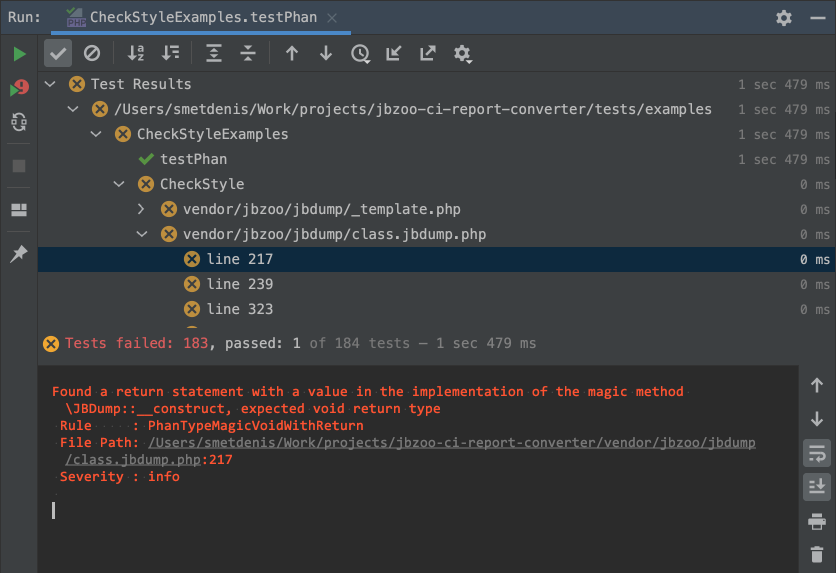 Run: CheckStyleExamples.testPhan
Test Results 1 sec 479 ms
/Users/smetdenis/Work/projects/jbzoo-ci-report-converter/tests/examples 1 sec 479 ms
CheckStyleExamples 1 sec 479 ms
testPhan 1 sec 479 ms
CheckStyle 0 ms
vendor/jbzoo/jbdump/_template.php 0 ms
vendor/jbzoo/jbdump/class.jbdump.php 0 ms
line 217 0 ms
line 239 0 ms
line 323 0 ms
Tests failed: 183, passed: 1 of 184 tests – 1 sec 479 ms
Found a return statement with a value in the implementation of the magic method
\JBDump::__construct, expected void return type
Rule : PhanTypeMagicVoidWithReturn
File Path: /Users/smetdenis/Work/projects/jbzoo-ci-report-converter/vendor/jbzoo/jbdump
/class.jbdump.php:217
Severity : info